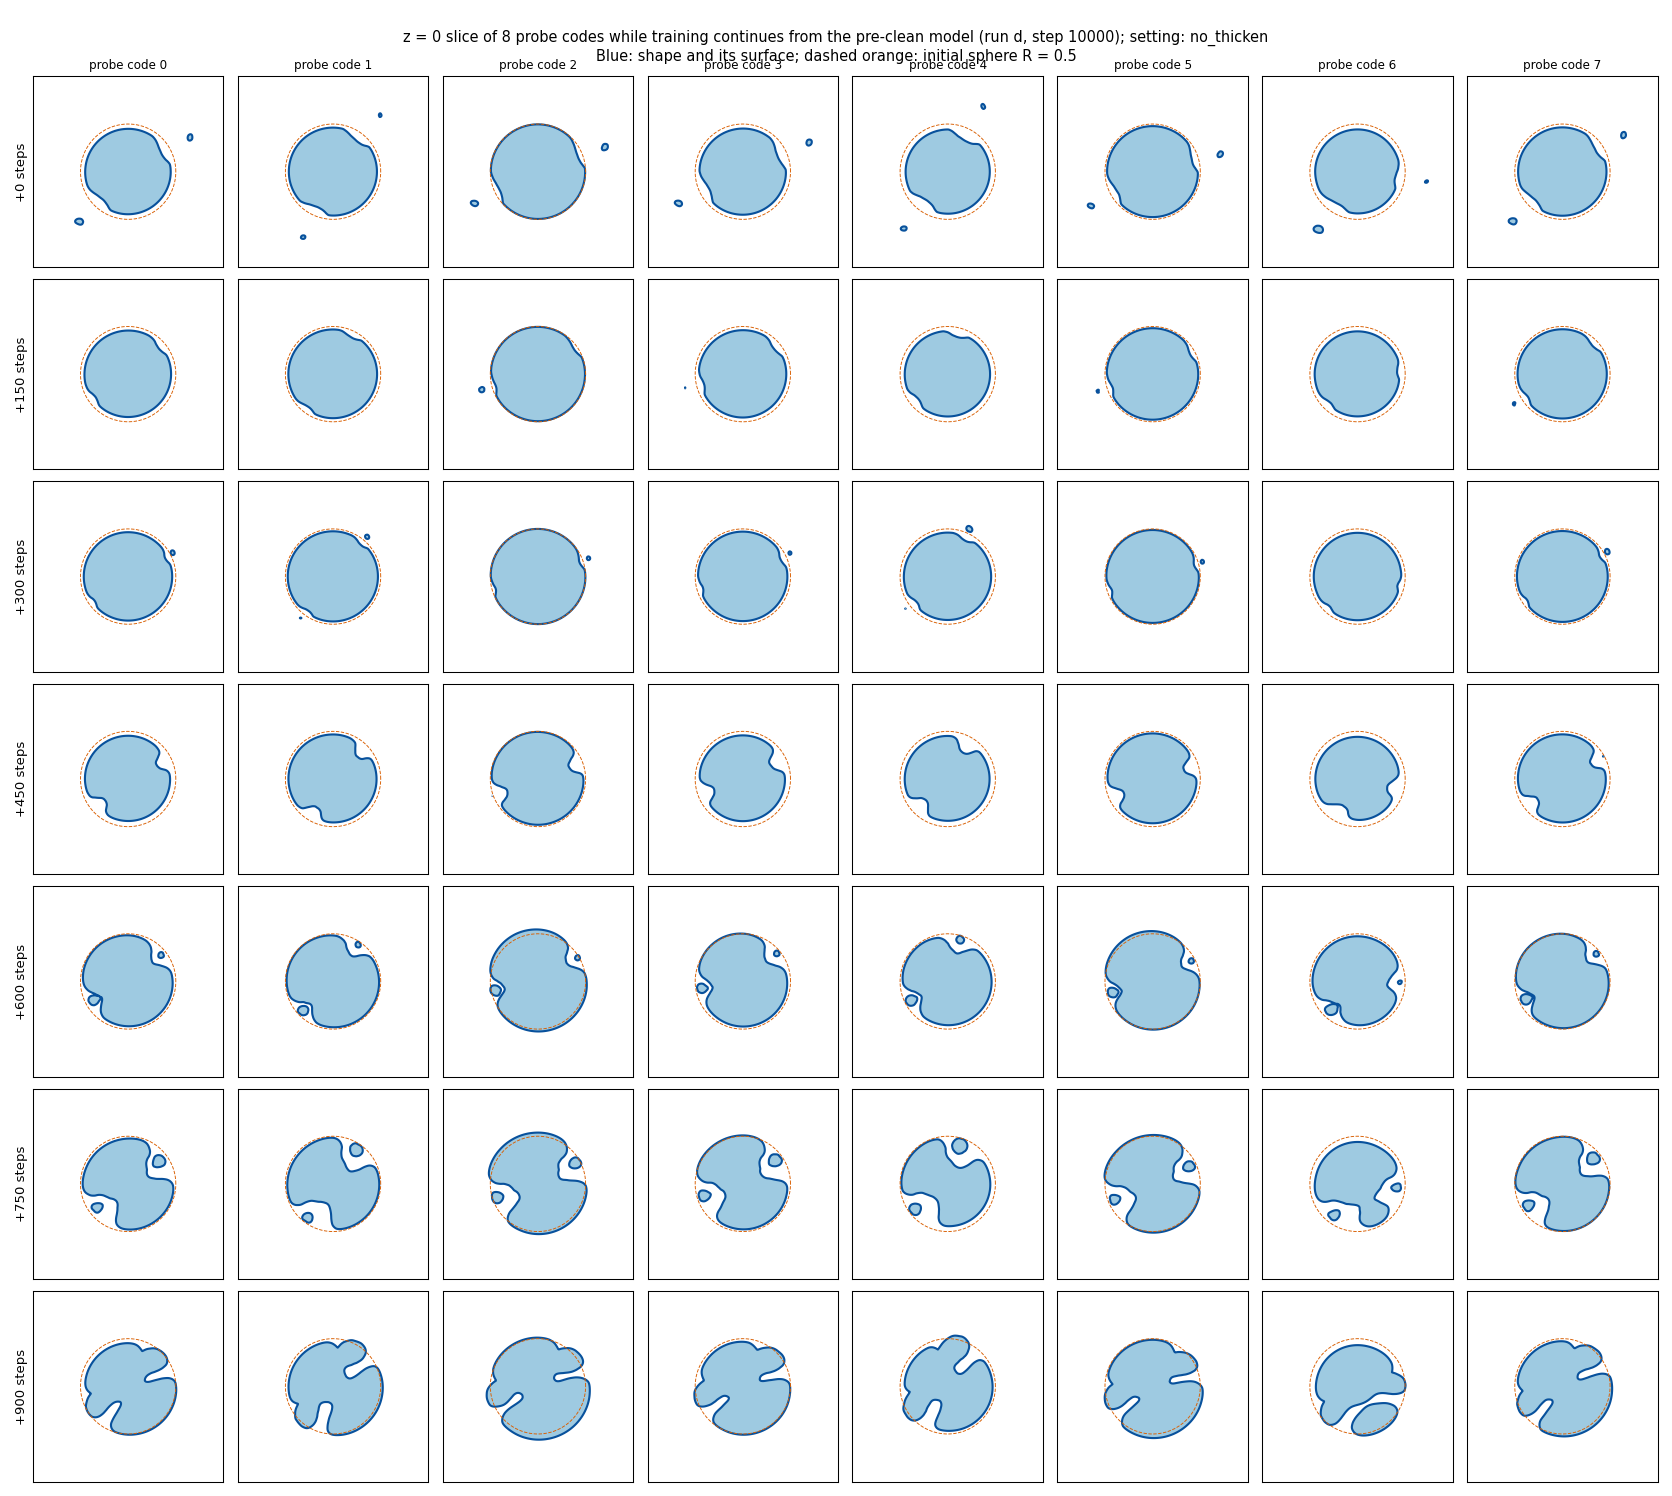 z = 0 slice of 8 probe codes while training continues from the pre-clean model (run d, step 10000); setting: no_thicken
Blue: shape and its surface; dashed orange: initial sphere R = 0.5
probe code 0
probe code 1
probe code 2
probe code 3
probe code 4
probe code 5
probe code 6
probe code 7
+0 steps
+150 steps
+300 steps
+450 steps
+600 steps
+750 steps
+900 steps